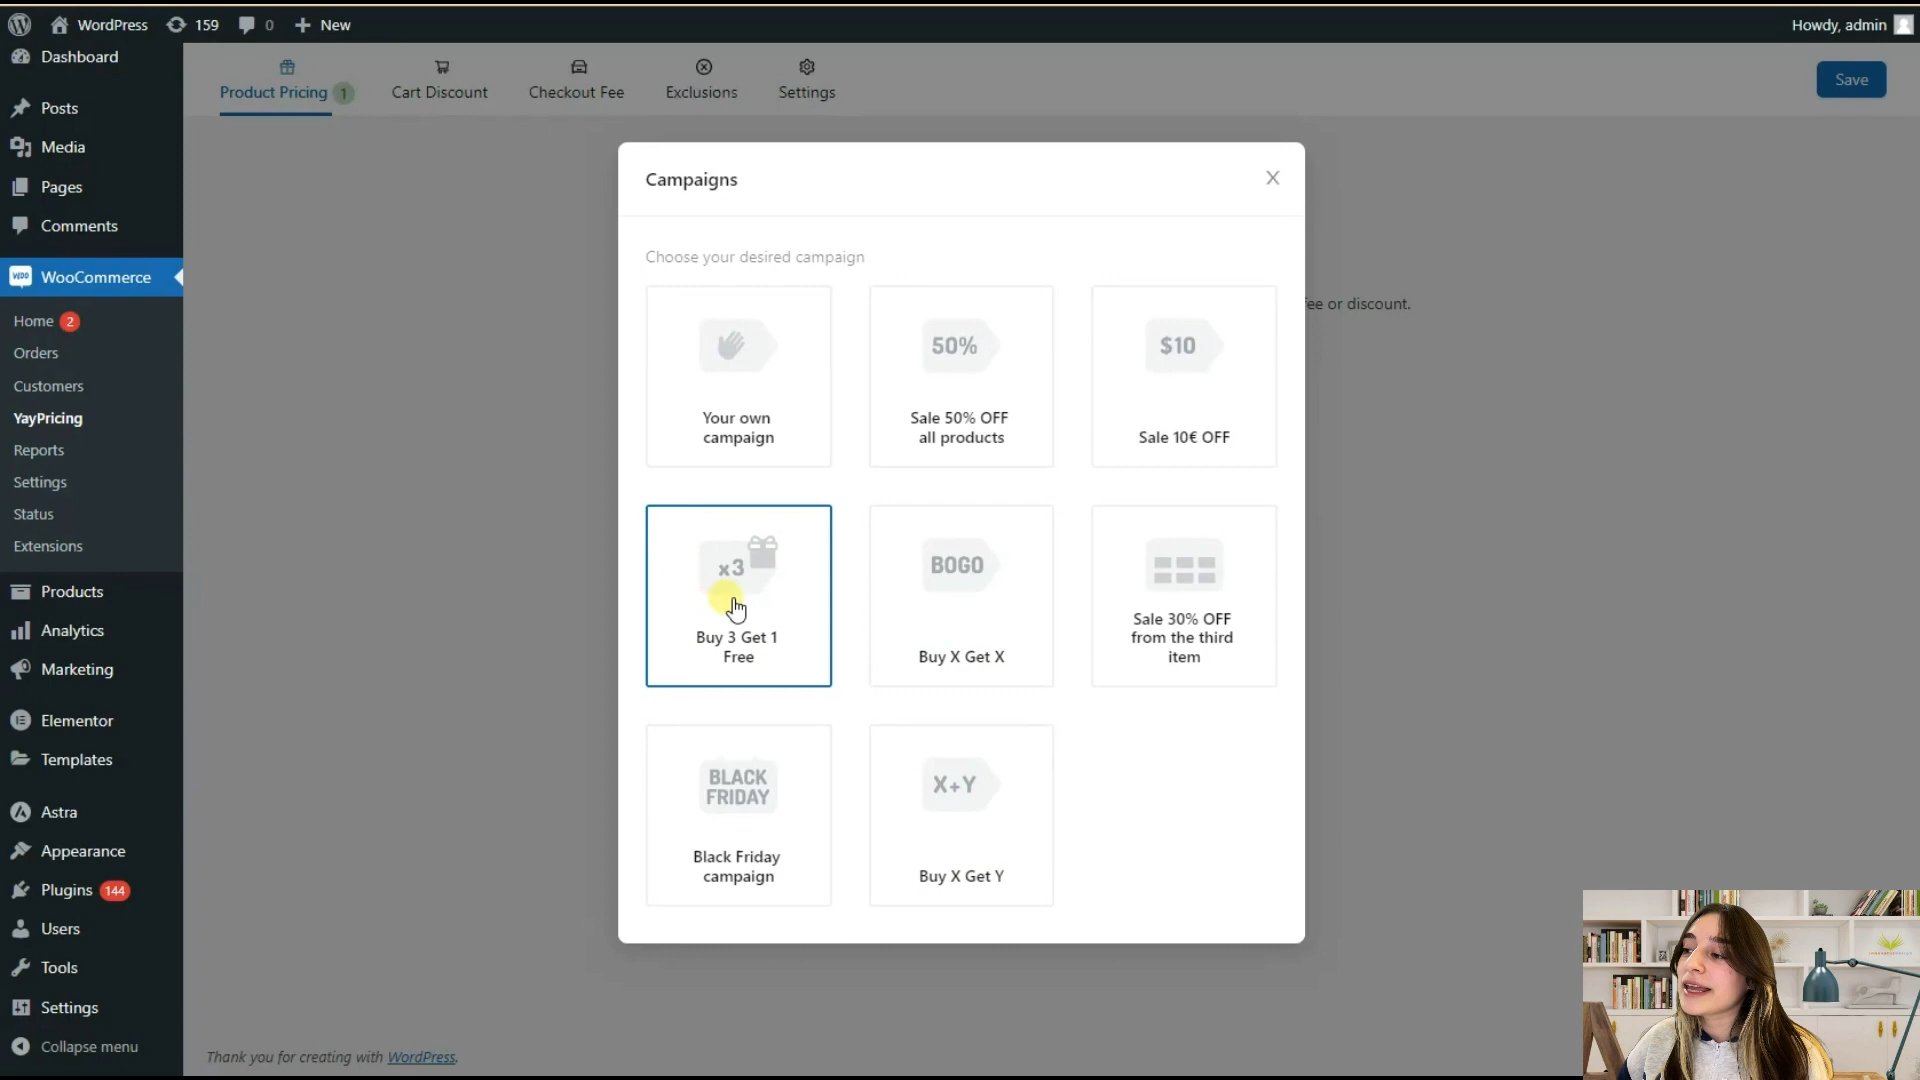 WordPress
159
0
New
Howdy, admin
Dashboard
Posts
Media
Pages
Comments
WooCommerce
Home 2
Orders
Customers
YayPricing
Reports
Settings
Status
Extensions
Products
Analytics
Marketing
Elementor
Templates
Astra
Appearance
Plugins 144
Users
Tools
Settings
Collapse menu
Product Pricing 1
Cart Discount
Checkout Fee
Exclusions
Settings
Save
Campaigns
X
Choose your desired campaign
Your own
campaign
50%
Sale 50% OFF
all products
$10
Sale 10€ OFF
x3
Buy 3 Get 1
Free
BOGO
Buy X Get X
Sale 30% OFF
from the third
item
BLACK
FRIDAY
Black Friday
campaign
X+Y
Buy X Get Y
fee or discount.
Thank you for creating with WordPress.